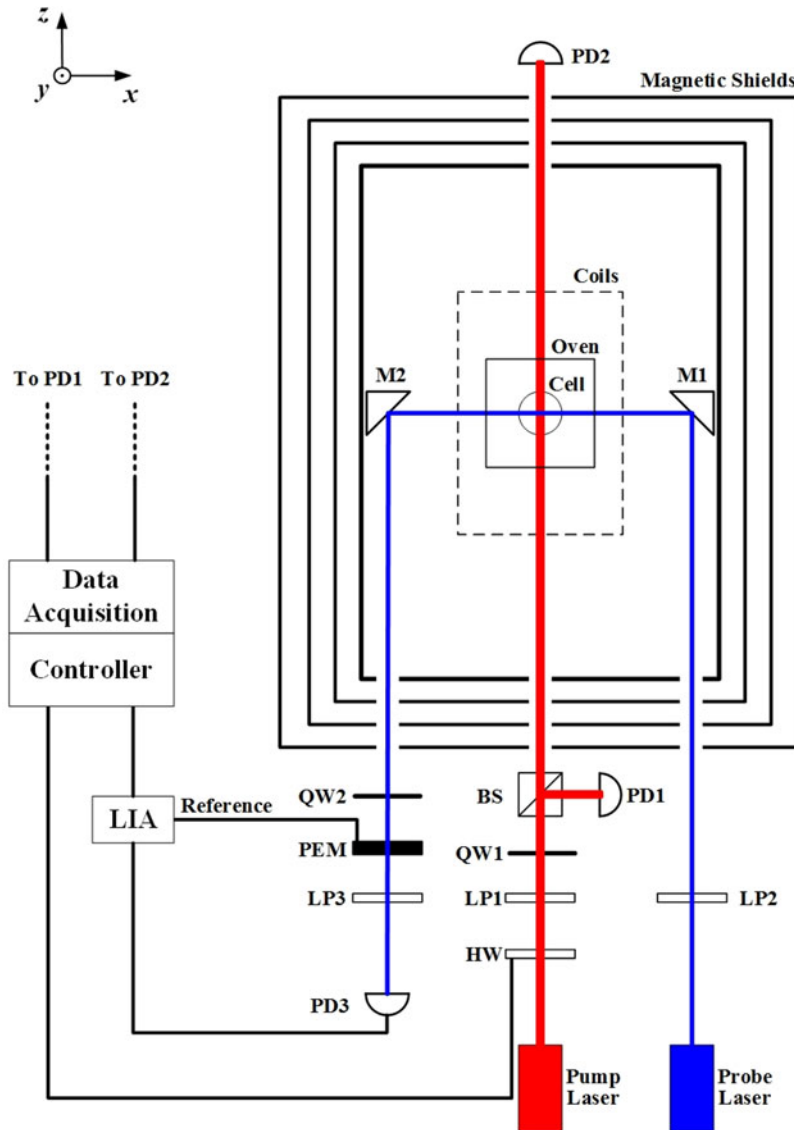 z
y
x
PD2
Magnetic Shields
Coils
Oven
Cell
M2
M1
To PD1
To PD2
Data
Acquisition
Controller
LIA
Reference
QW2
PEM
LP3
PD3
BS
PD1
QW1
LP1
HW
LP2
Pump
Laser
Probe
Laser